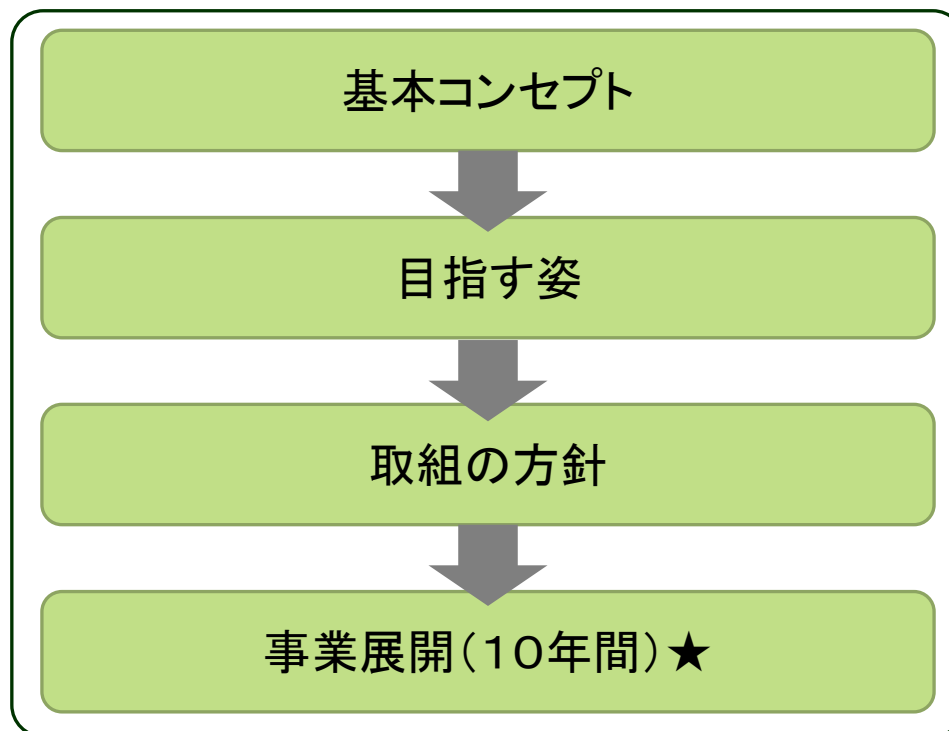 基本コンセプト
目指す姿
取組の方針
事業展開（１０年間）★